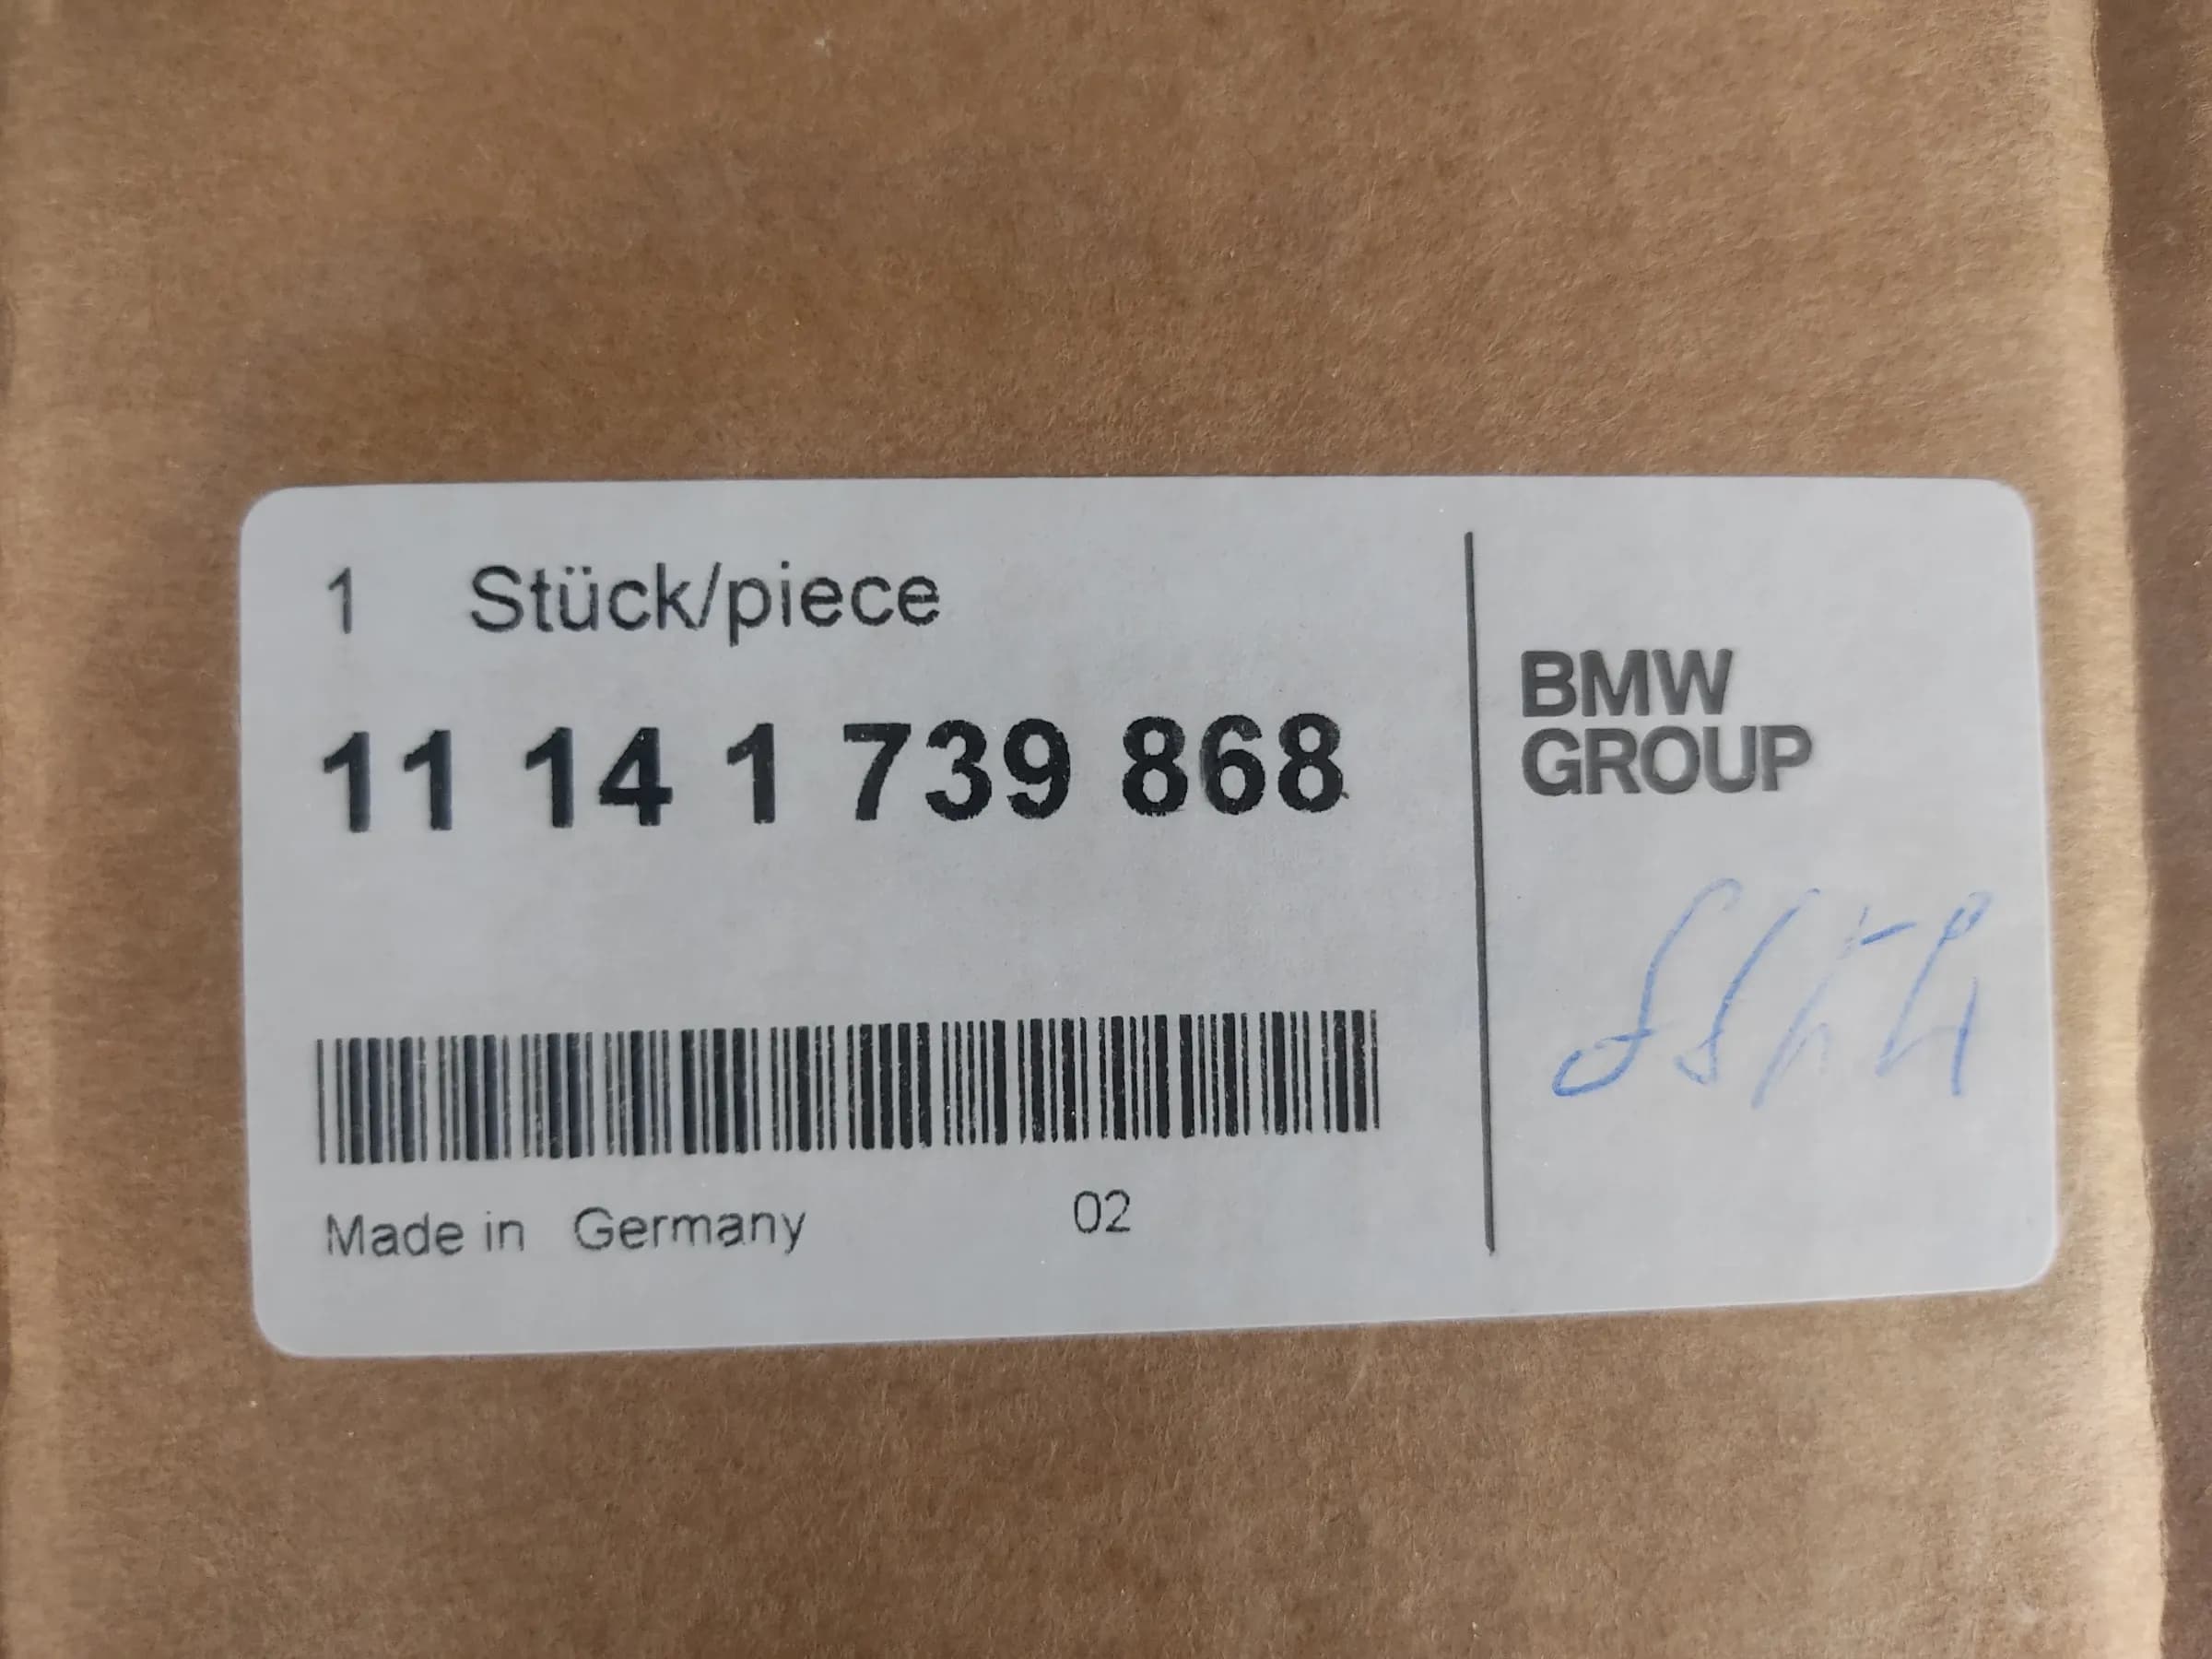 1 Stück/piece
11 14 1 739 868
Made in Germany 02
BMW
GROUP